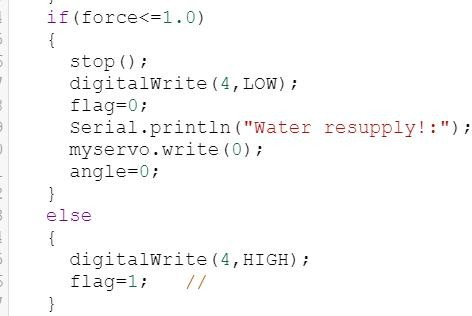 if(force<=1.0)
{
stop();
digitalWrite(4,LOW);
flag=0;
Serial.println("Water resupply!:");
myservo.write(0);
angle=0;
}
else
{
digitalWrite(4,HIGH);
flag=1; //
}